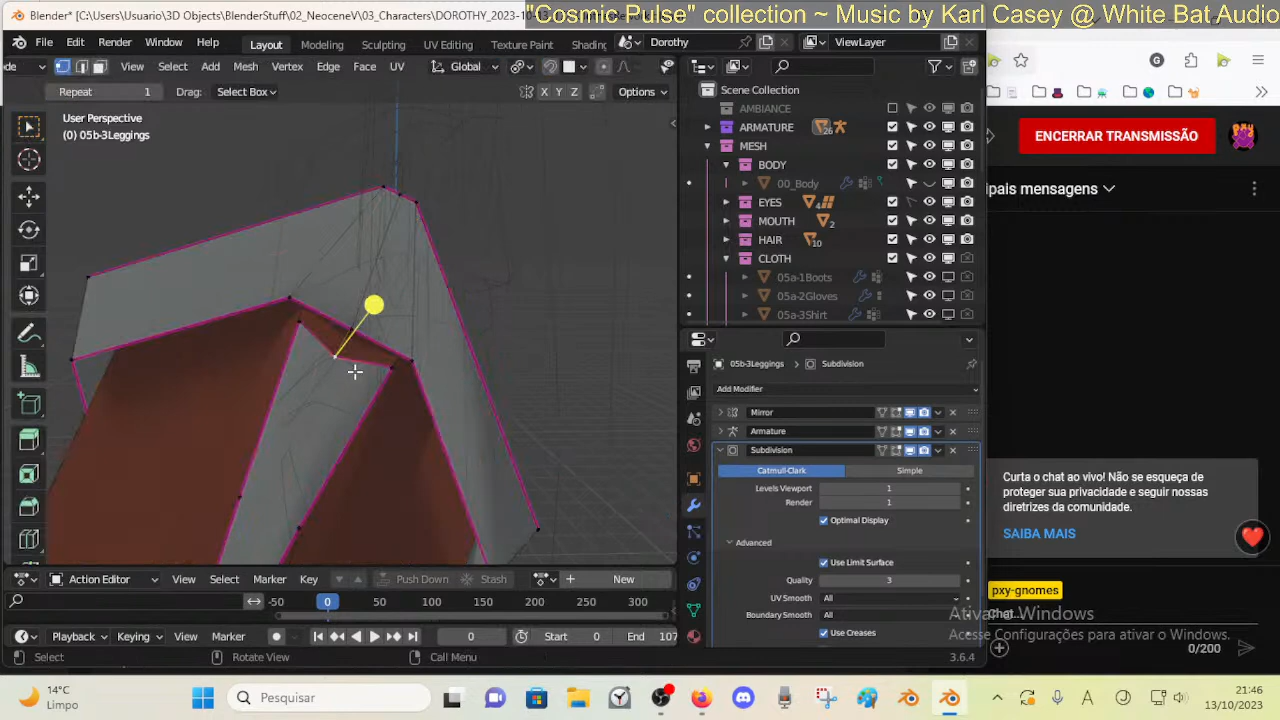 "Cosmic Pulse" collection ~ Music by Karl Casey @ White Bat Audio
Blender* [C:\Users\Usuario\3D Objects\BlenderStuff\02_NeoceneV\03_Characters\DOROTHY_2023-10-
File Edit Render Window Help Layout Modeling Sculpting UV Editing Texture Paint Shading Dorothy ViewLayer
de View Select Add Mesh Vertex Edge Face UV Global
Repeat 1 Drag: Select Box X Y Z Options
User Perspective
(0) 05b-3Leggings
Scene Collection
AMBIANCE
ARMATURE 26
MESH
BODY
00_Body
EYES 4
MOUTH 2
HAIR 10
CLOTH
05a-1Boots
05a-2Gloves
05a-3Shirt
05b-3Leggings > Subdivision
Add Modifier
Mirror
Armature
Subdivision
Catmull-Clark Simple
Levels Viewport 1
Render 1
Optimal Display
Advanced
Use Limit Surface
Quality 3
UV Smooth All
Boundary Smooth All
Use Creases
Action Editor View Select Marker Key Push Down Stash New
-50 0 50 100 150 200 250 300
Playback Keying View Marker 0 Start 0 End 107
Select Rotate View Call Menu 3.6.4
G
ENCERRAR TRANSMISSÃO
ipais mensagens
Curta o chat ao vivo! Não se esqueça de
proteger sua privacidade e seguir nossas
diretrizes da comunidade.
SAIBA MAIS
pxy-gnomes
Chat...
Ativar o Windows
Acesse Configurações para ativar o Windows.
0/200
14°C
Limpo
Pesquisar
21:46
13/10/2023